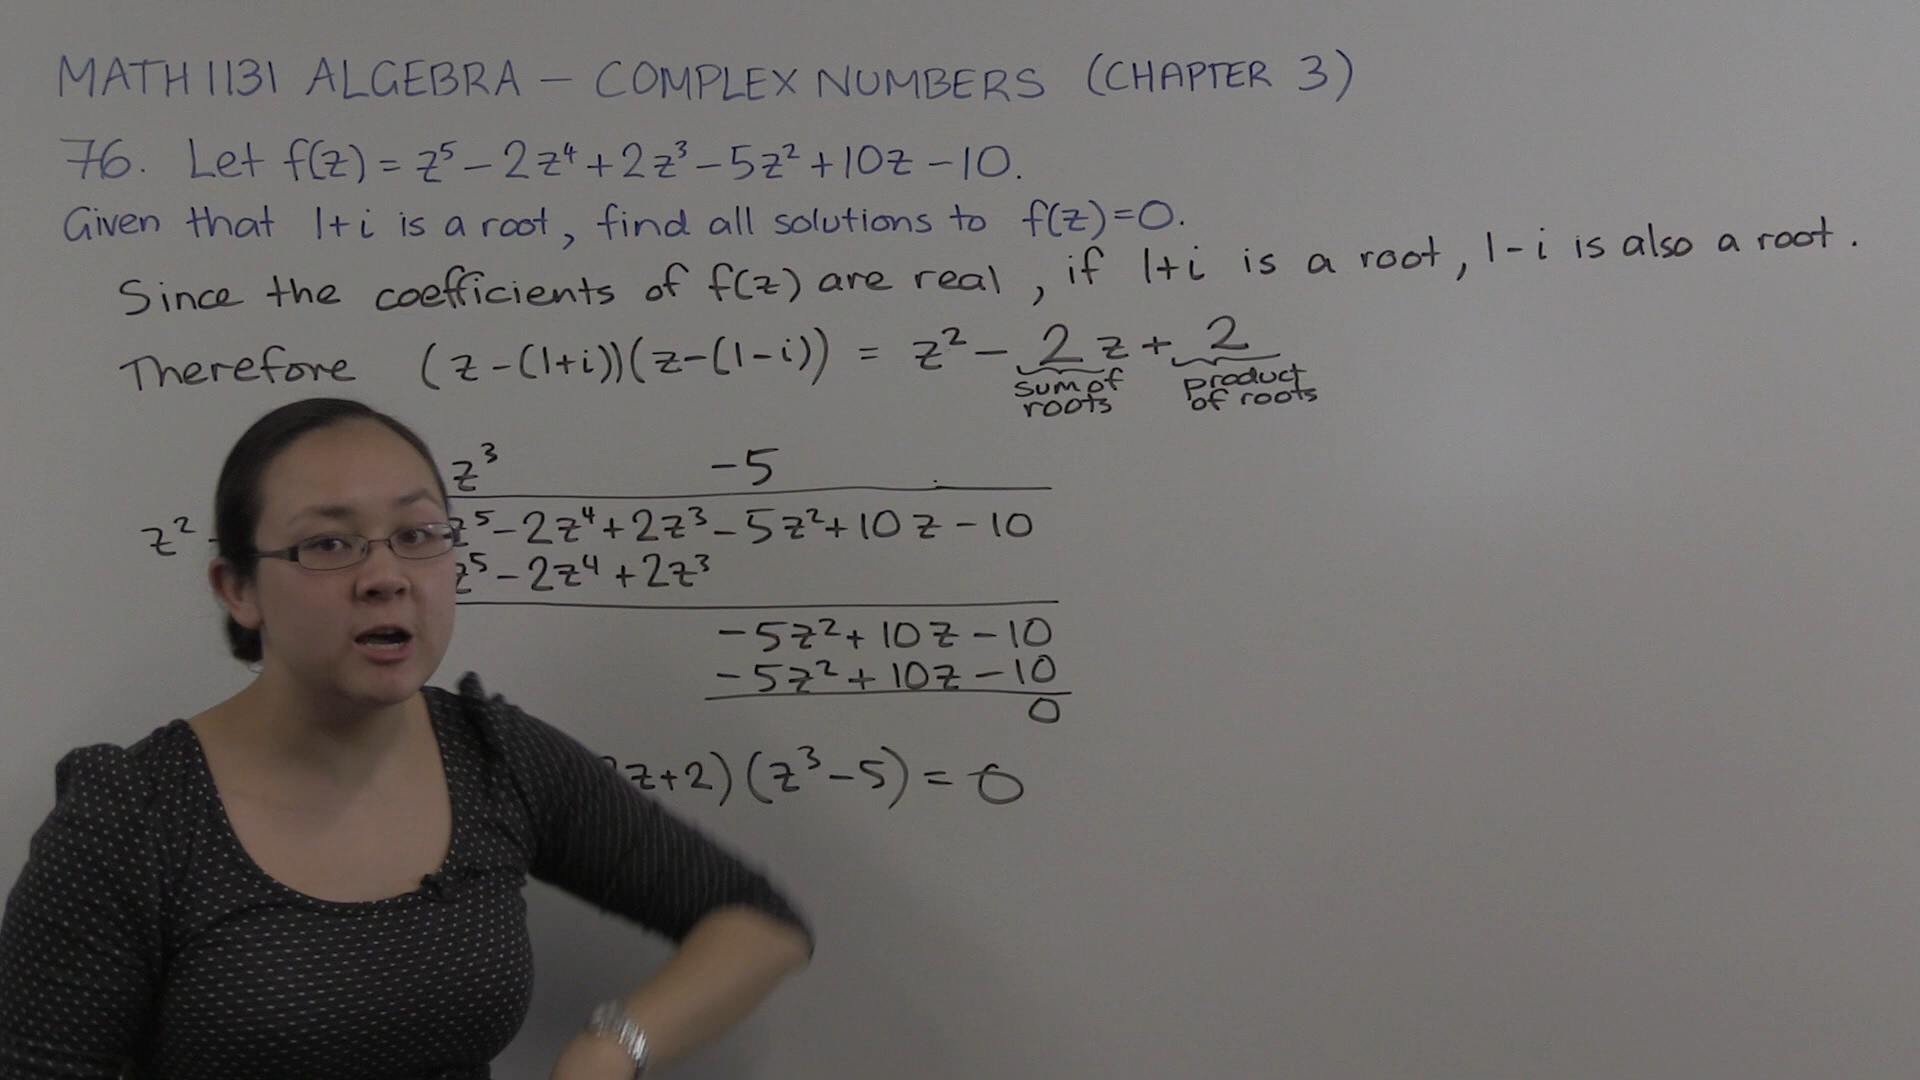 MATH 1131 ALGEBRA – COMPLEX NUMBERS (CHAPTER 3)
76. Let f(z) = z⁵ – 2z⁴ + 2z³ – 5z² + 10z – 10.
Given that 1+i is a root, find all solutions to f(z)=0.
Since the coefficients of f(z) are real, if 1+i is a root, 1-i is also a root.
Therefore (z-(1+i))(z-(1-i)) = z² – 2z + 2
sum of roots product of roots
z³ -5
z² z⁵ – 2z⁴ + 2z³ – 5z² + 10z – 10
z⁵ – 2z⁴ + 2z³
-5z² + 10z – 10
-5z² + 10z – 10
0
z+2)(z³-5) = 0